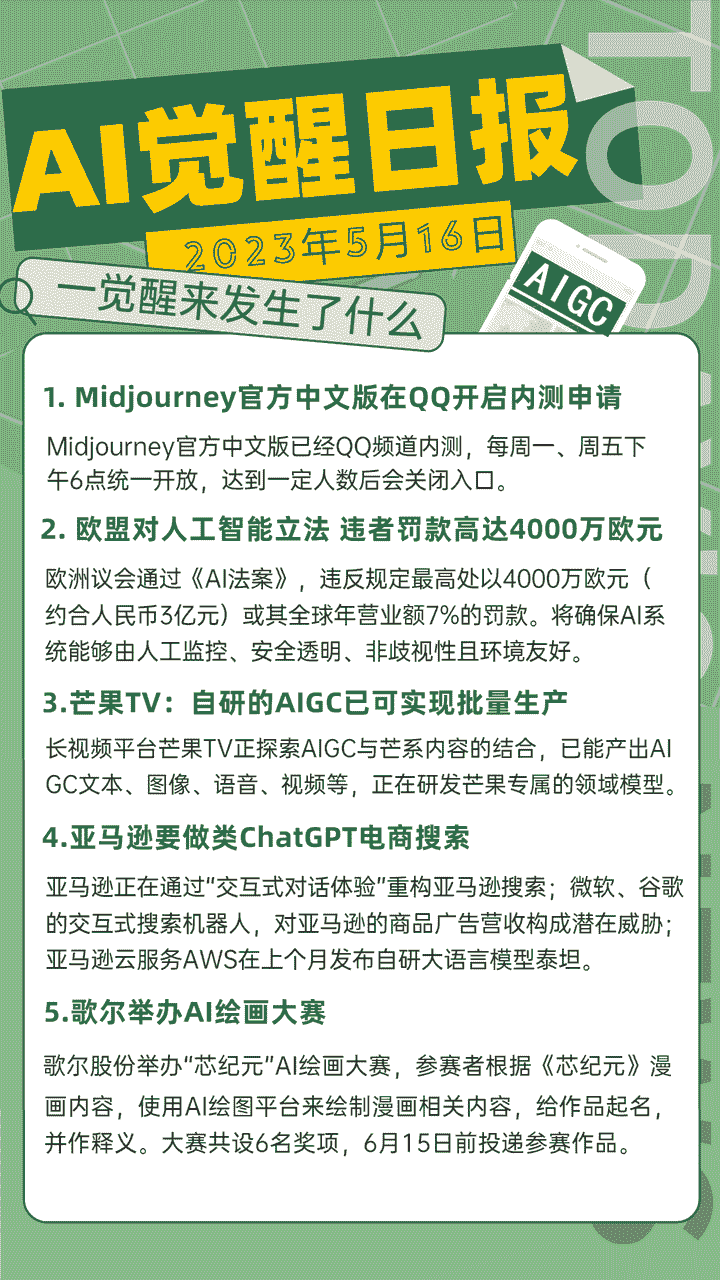 AI觉醒日报
2023年5月16日
一觉醒来发生了什么
AIGC
1. Midjourney官方中文版在QQ开启内测申请
Midjourney官方中文版已经QQ频道内测，每周一、周五下
午6点统一开放，达到一定人数后会关闭入口。
2. 欧盟对人工智能立法 违者罚款高达4000万欧元
欧洲议会通过《AI法案》，违反规定最高处以4000万欧元（
约合人民币3亿元）或其全球年营业额7%的罚款。将确保AI系
统能够由人工监控、安全透明、非歧视性且环境友好。
3.芒果TV：自研的AIGC已可实现批量生产
长视频平台芒果TV正探索AIGC与芒系内容的结合，已能产出AI
GC文本、图像、语音、视频等，正在研发芒果专属的领域模型。
4.亚马逊要做类ChatGPT电商搜索
亚马逊正在通过"交互式对话体验"重构亚马逊搜索；微软、谷歌
的交互式搜索机器人，对亚马逊的商品广告营收构成潜在威胁；
亚马逊云服务AWS在上个月发布自研大语言模型泰坦。
5.歌尔举办AI绘画大赛
歌尔股份举办"芯纪元"AI绘画大赛，参赛者根据《芯纪元》漫
画内容，使用AI绘图平台来绘制漫画相关内容，给作品起名，
并作释义。大赛共设6名奖项，6月15日前投递参赛作品。